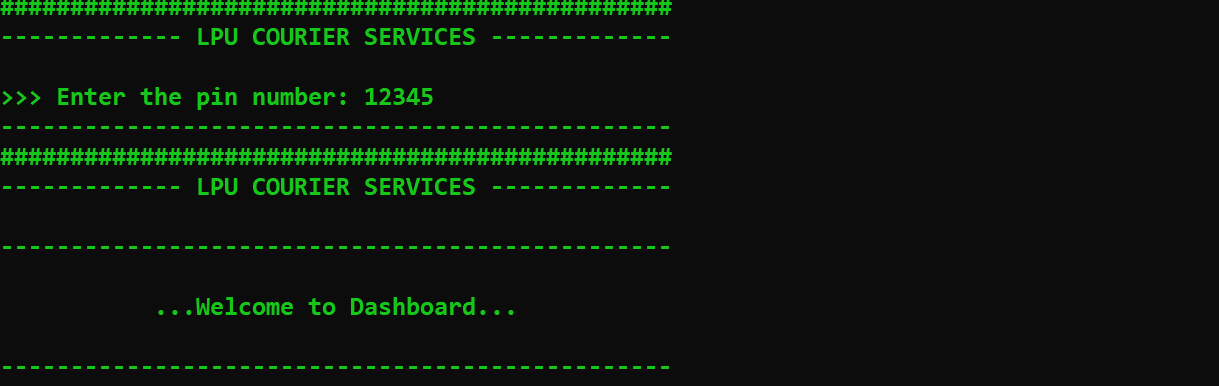 ################################################
------------- LPU COURIER SERVICES -------------
>>> Enter the pin number: 12345
------------------------------------------------
################################################
------------- LPU COURIER SERVICES -------------
------------------------------------------------
...Welcome to Dashboard...
------------------------------------------------